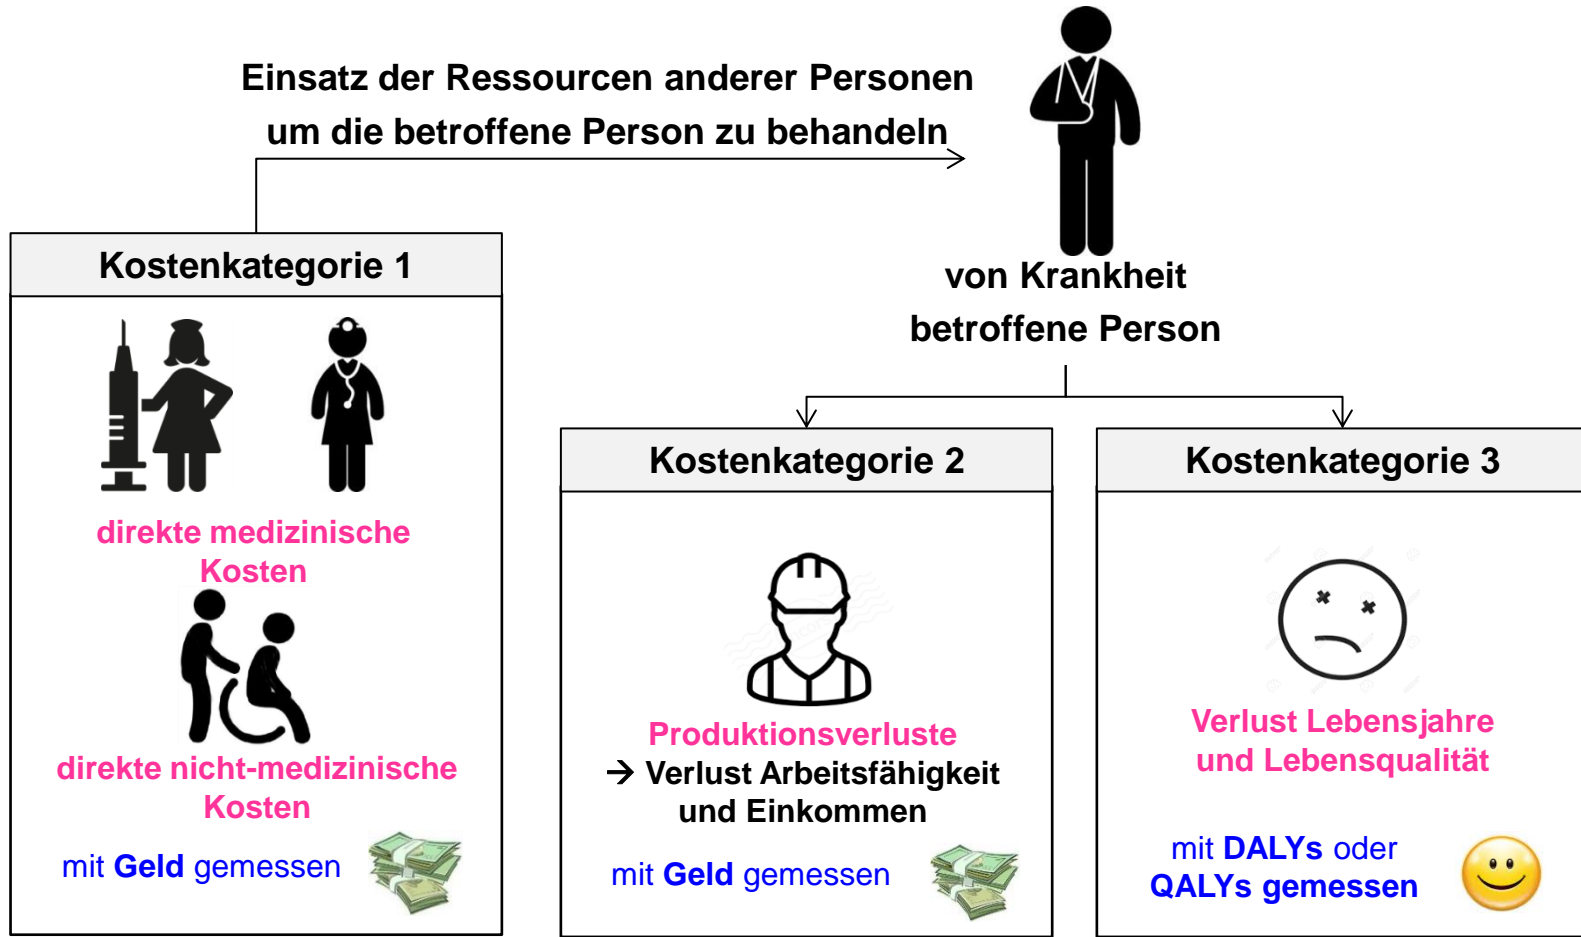 Einsatz der Ressourcen anderer Personen
um die betroffene Person zu behandeln
von Krankheit
betroffene Person
Kostenkategorie 1
direkte medizinische
Kosten
direkte nicht-medizinische
Kosten
mit Geld gemessen
Kostenkategorie 2
Produktionsverluste
→ Verlust Arbeitsfähigkeit
und Einkommen
mit Geld gemessen
Kostenkategorie 3
Verlust Lebensjahre
und Lebensqualität
mit DALYs oder
QALYs gemessen